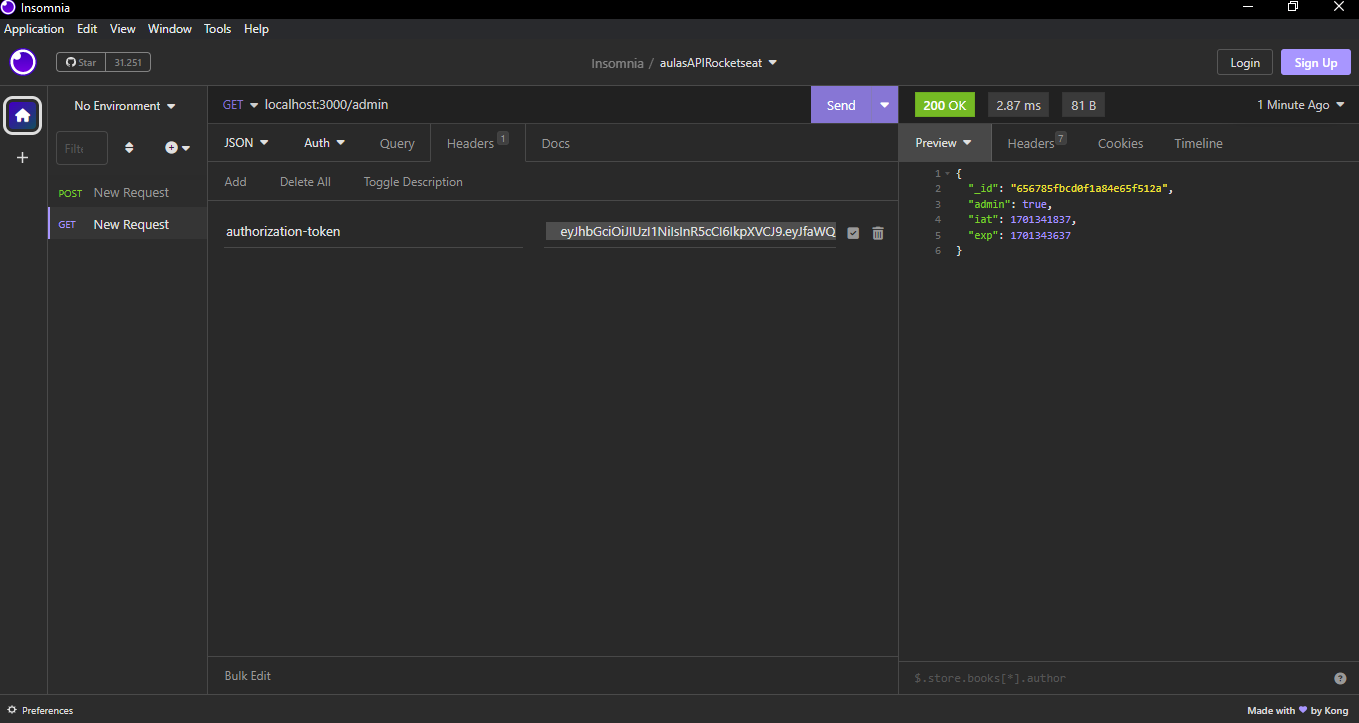 Insomnia
Application Edit View Window Tools Help
Star 31.251
Insomnia / aulasAPIRocketseat
Login Sign Up
No Environment
GET localhost:3000/admin
Send
200 OK 2.87 ms 81 B
1 Minute Ago
Filt
JSON Auth Query Headers 1 Docs
Preview Headers 7 Cookies Timeline
Add Delete All Toggle Description
POST New Request
GET New Request
authorization-token
eyJhbGciOiJIUzI1NiIsInR5cCI6IkpXVCJ9.eyJfaWQ
1 {
2 "_id": "656785fbcd0f1a84e65f512a",
3 "admin": true,
4 "iat": 1701341837,
5 "exp": 1701343637
6 }
Bulk Edit
$.store.books[*].author
?
Preferences
Made with by Kong